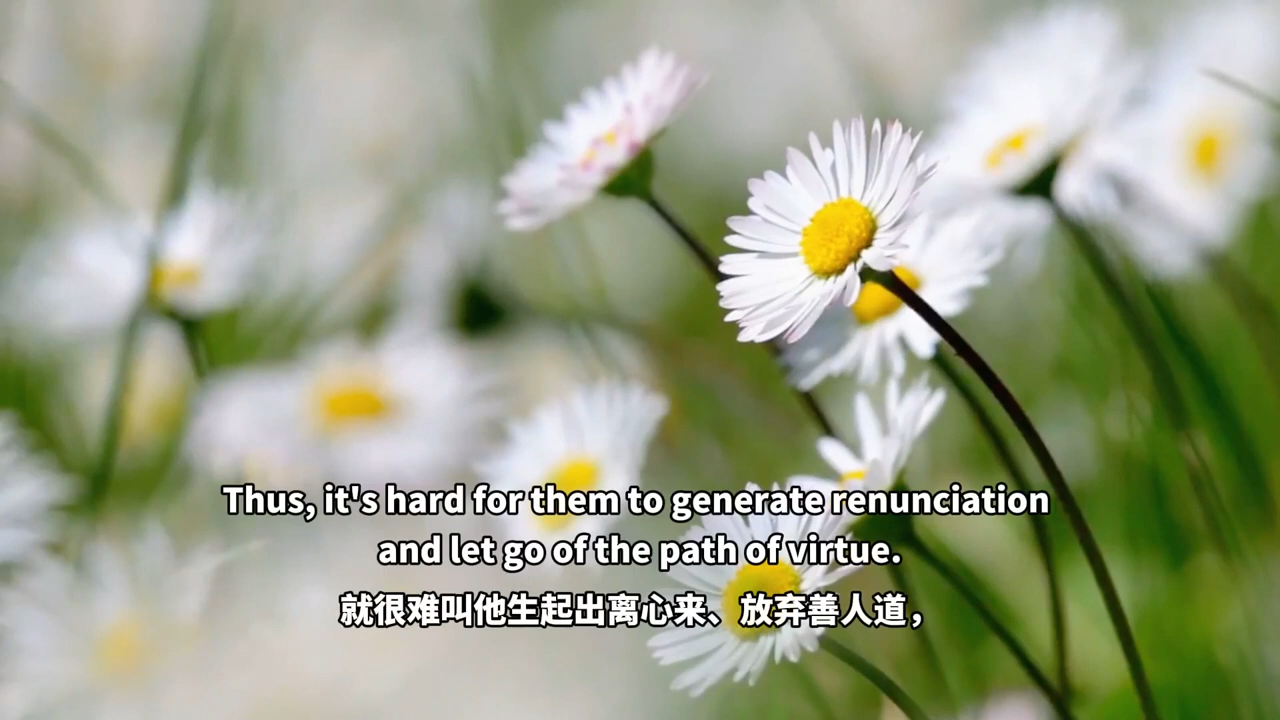 Thus, it's hard for them to generate renunciation
and let go of the path of virtue.
就很难叫他生起出离心来、放弃善人道，